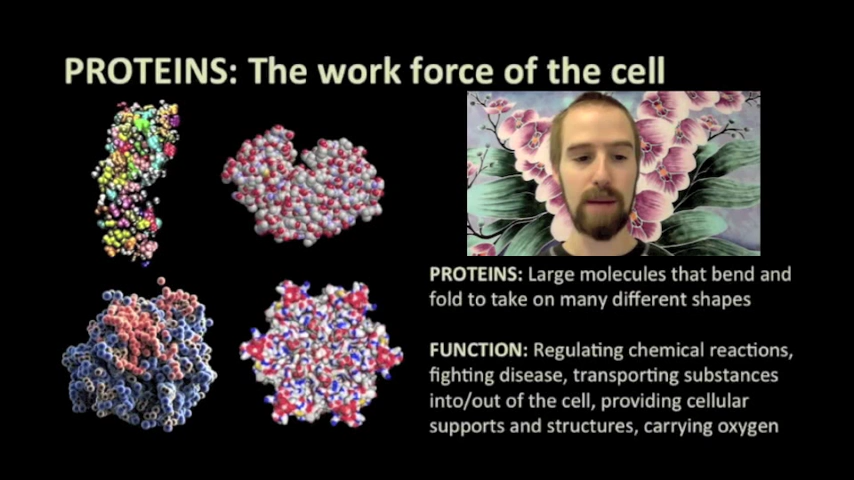 PROTEINS: The work force of the cell
PROTEINS: Large molecules that bend and
fold to take on many different shapes
FUNCTION: Regulating chemical reactions,
fighting disease, transporting substances
into/out of the cell, providing cellular
supports and structures, carrying oxygen